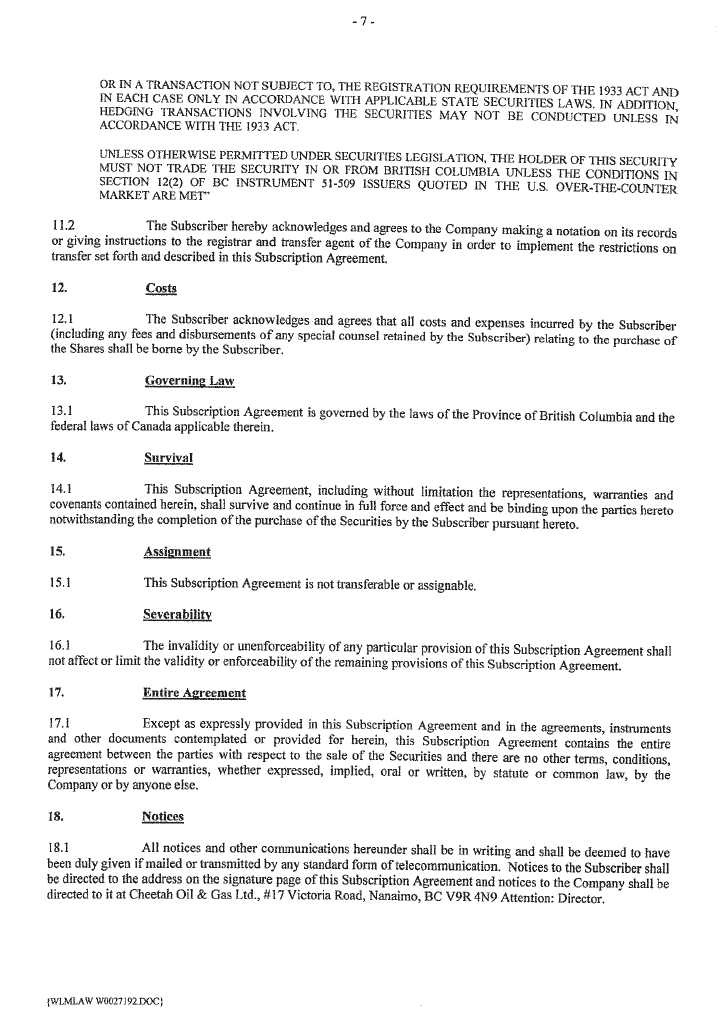 - 7 -
OR IN A TRANSACTION NOT SUBJECT TO, THE REGISTRATION REQUIREMENTS OF THE 1933 ACT AND
IN EACH CASE ONLY IN ACCORDANCE WITH APPLICABLE STATE SECURITIES LAWS. IN ADDITION,
HEDGING TRANSACTIONS INVOLVING THE SECURITIES MAY NOT BE CONDUCTED UNLESS IN
ACCORDANCE WITH THE 1933 ACT.
UNLESS OTHERWISE PERMITTED UNDER SECURITIES LEGISLATION, THE HOLDER OF THIS SECURITY
MUST NOT TRADE THE SECURITY IN OR FROM BRITISH COLUMBIA UNLESS THE CONDITIONS IN
SECTION 12(2) OF BC INSTRUMENT 51-509 ISSUERS QUOTED IN THE U.S. OVER-THE-COUNTER
MARKET ARE MET"
11.2 The Subscriber hereby acknowledges and agrees to the Company making a notation on its records
or giving instructions to the registrar and transfer agent of the Company in order to implement the restrictions on
transfer set forth and described in this Subscription Agreement.
12. Costs
12.1 The Subscriber acknowledges and agrees that all costs and expenses incurred by the Subscriber
(including any fees and disbursements of any special counsel retained by the Subscriber) relating to the purchase of
the Shares shall be borne by the Subscriber.
13. Governing Law
13.1 This Subscription Agreement is governed by the laws of the Province of British Columbia and the
federal laws of Canada applicable therein.
14. Survival
14.1 This Subscription Agreement, including without limitation the representations, warranties and
covenants contained herein, shall survive and continue in full force and effect and be binding upon the parties hereto
notwithstanding the completion of the purchase of the Securities by the Subscriber pursuant hereto.
15. Assignment
15.1 This Subscription Agreement is not transferable or assignable.
16. Severability
16.1 The invalidity or unenforceability of any particular provision of this Subscription Agreement shall
not affect or limit the validity or enforceability of the remaining provisions of this Subscription Agreement.
17. Entire Agreement
17.1 Except as expressly provided in this Subscription Agreement and in the agreements, instruments
and other documents contemplated or provided for herein, this Subscription Agreement contains the entire
agreement between the parties with respect to the sale of the Securities and there are no other terms, conditions,
representations or warranties, whether expressed, implied, oral or written, by statute or common law, by the
Company or by anyone else.
18. Notices
18.1 All notices and other communications hereunder shall be in writing and shall be deemed to have
been duly given if mailed or transmitted by any standard form of telecommunication. Notices to the Subscriber shall
be directed to the address on the signature page of this Subscription Agreement and notices to the Company shall be
directed to it at Cheetah Oil & Gas Ltd., #17 Victoria Road, Nanaimo, BC V9R 4N9 Attention: Director.
{WLMLAW W0027192.DOC}